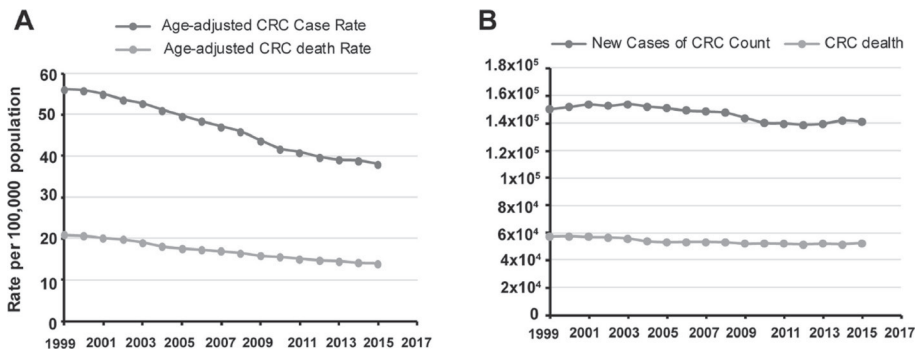 A
Age-adjusted CRC Case Rate
Age-adjusted CRC death Rate
Rate per 100,000 population
60
50
40
30
20
10
0
1999 2001 2003 2005 2007 2009 2011 2013 2015 2017
B
New Cases of CRC Count CRC dealth
1.8x10⁵
1.6x10⁵
1.4x10⁵
1.2x10⁵
1x10⁵
8x10⁴
6x10⁴
4x10⁴
2x10⁴
0
1999 2001 2003 2005 2007 2009 2011 2013 2015 2017